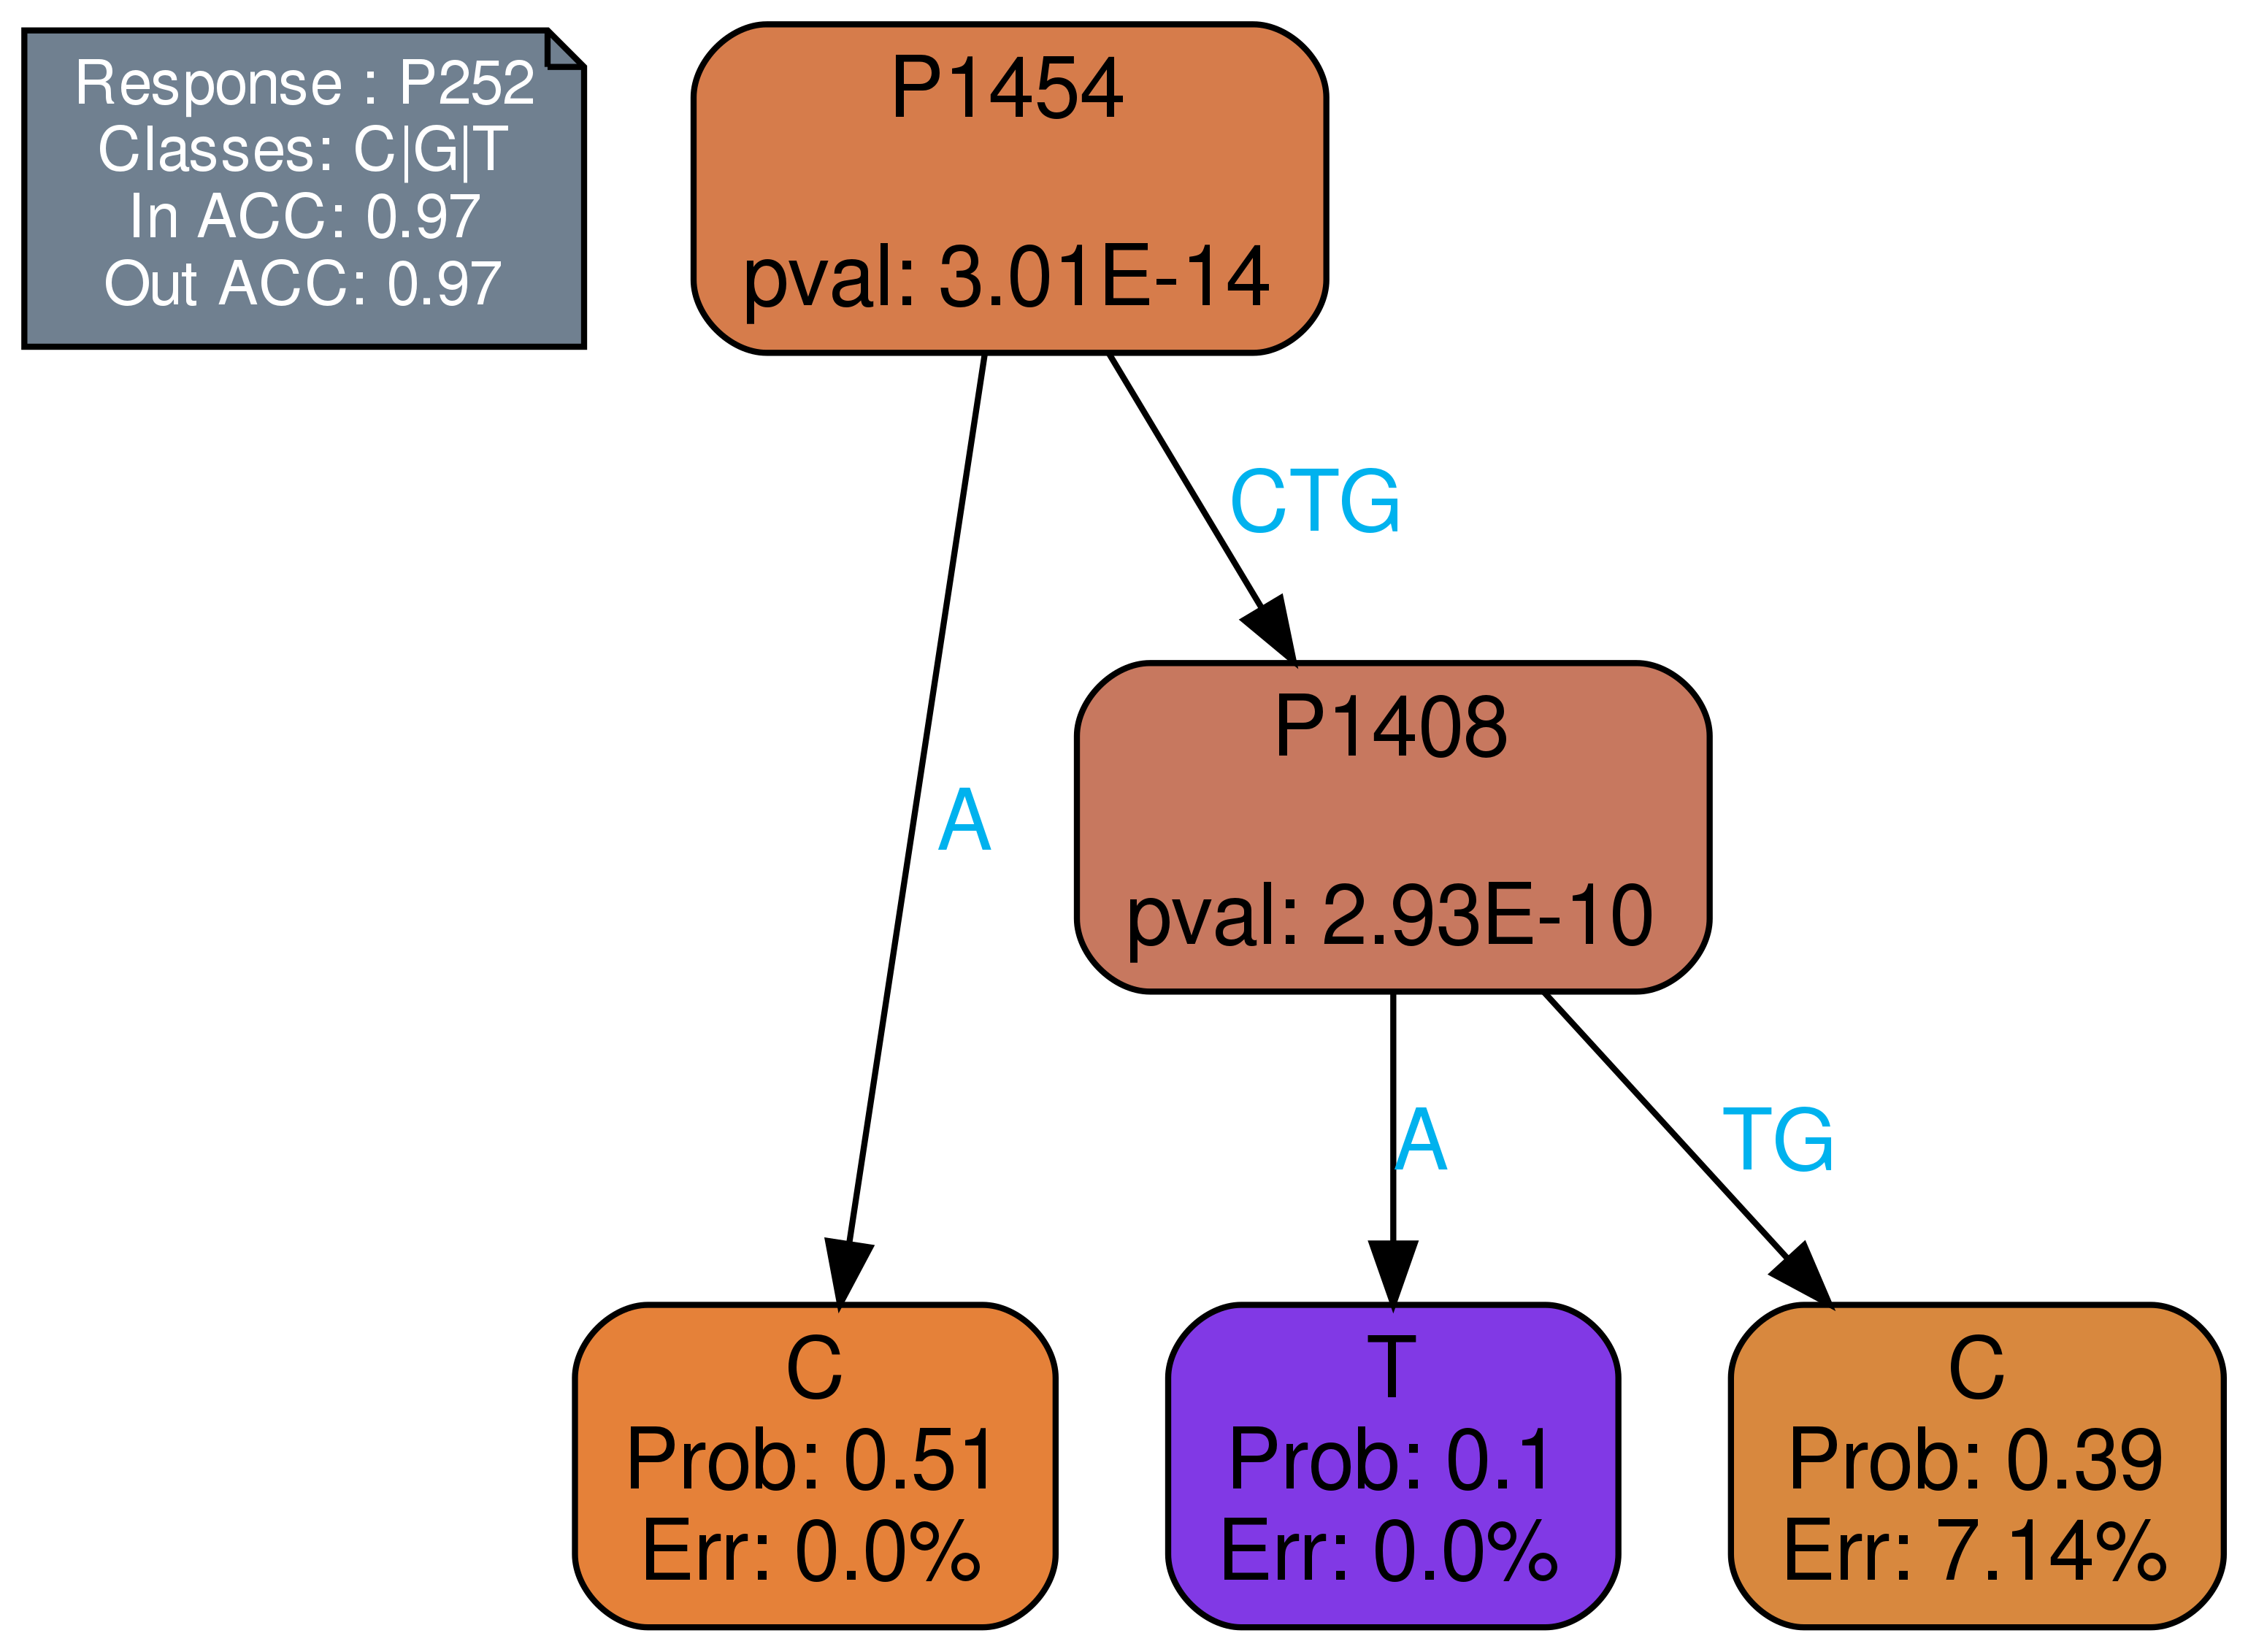 Response : P252
Classes: C|G|T
In ACC: 0.97
Out ACC: 0.97
P1454
pval: 3.01E-14
CTG
A
P1408
pval: 2.93E-10
A
TG
C
Prob: 0.51
Err: 0.0%
T
Prob: 0.1
Err: 0.0%
C
Prob: 0.39
Err: 7.14%